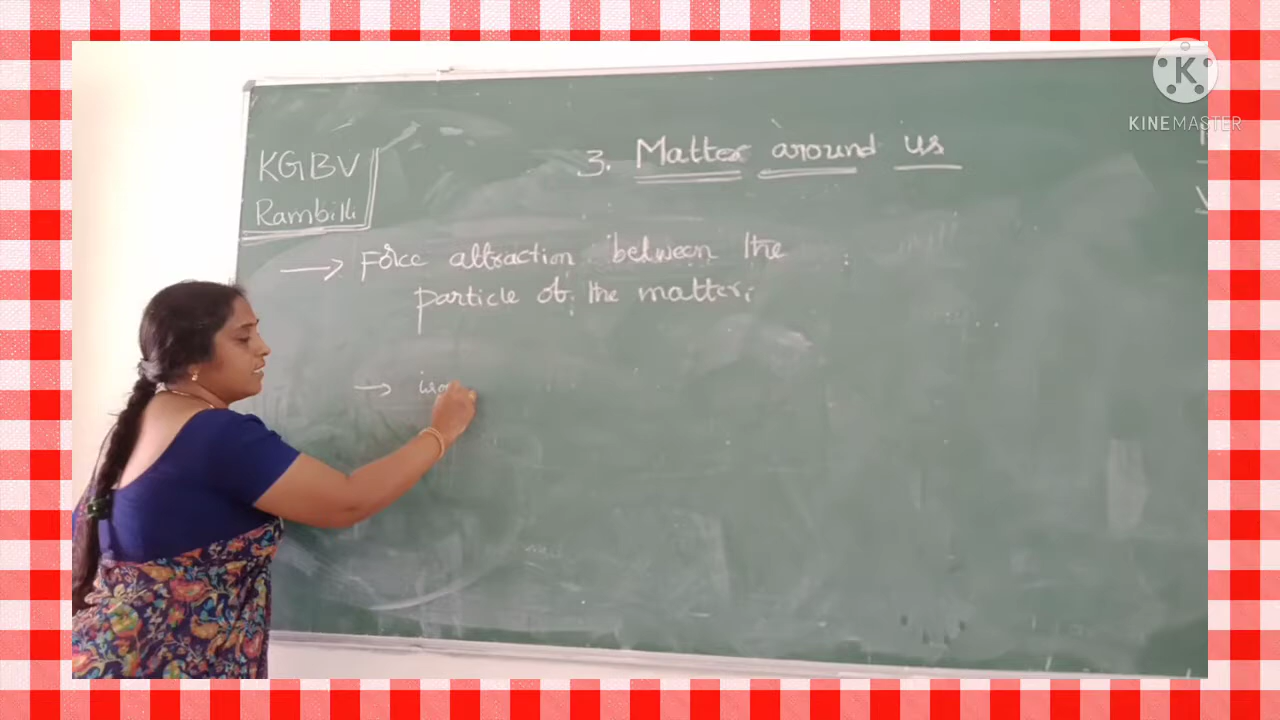 KINEMASTER
3. Matter around us
KGBV
Rambilli
→ Force attraction between the
particle of the matter.
→